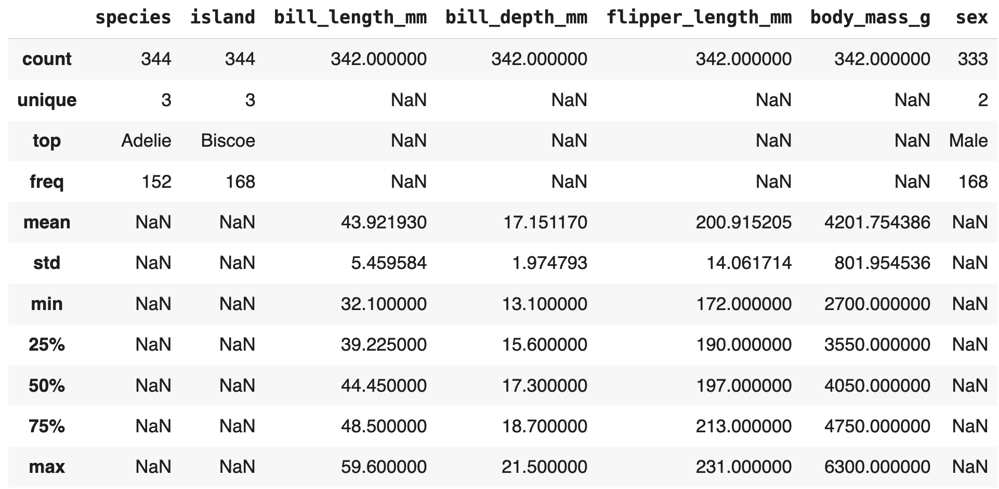 species island bill_length_mm bill_depth_mm flipper_length_mm body_mass_g sex
count 344 344 342.000000 342.000000 342.000000 342.000000 333
unique 3 3 NaN NaN NaN NaN 2
top Adelie Biscoe NaN NaN NaN NaN Male
freq 152 168 NaN NaN NaN NaN 168
mean NaN NaN 43.921930 17.151170 200.915205 4201.754386 NaN
std NaN NaN 5.459584 1.974793 14.061714 801.954536 NaN
min NaN NaN 32.100000 13.100000 172.000000 2700.000000 NaN
25% NaN NaN 39.225000 15.600000 190.000000 3550.000000 NaN
50% NaN NaN 44.450000 17.300000 197.000000 4050.000000 NaN
75% NaN NaN 48.500000 18.700000 213.000000 4750.000000 NaN
max NaN NaN 59.600000 21.500000 231.000000 6300.000000 NaN